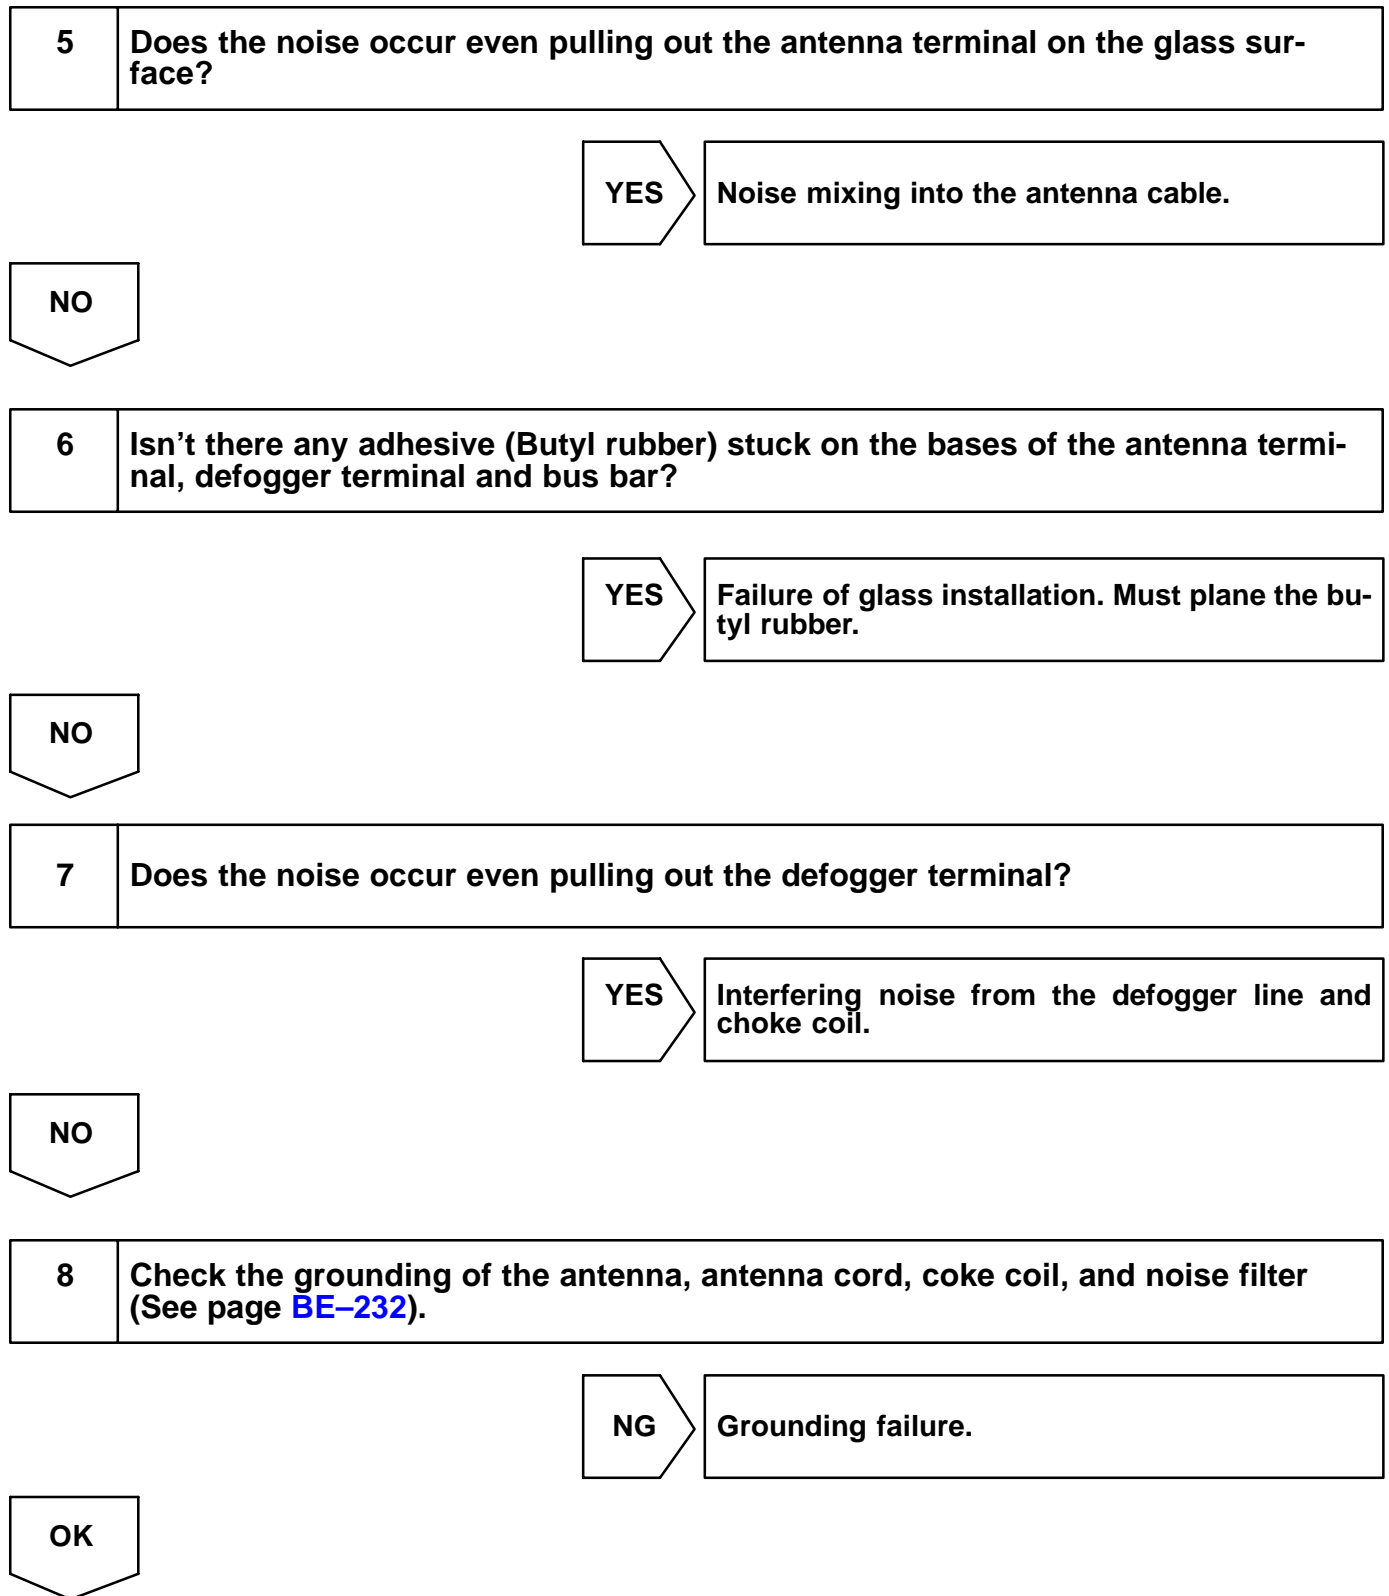 5
Does the noise occur even pulling out the antenna terminal on the glass sur-
face?
YES
Noise mixing into the antenna cable.
NO
6
Isn’t there any adhesive (Butyl rubber) stuck on the bases of the antenna termi-
nal, defogger terminal and bus bar?
YES
Failure of glass installation. Must plane the bu-
tyl rubber.
NO
7
Does the noise occur even pulling out the defogger terminal?
YES
Interfering noise from the defogger line and
choke coil.
NO
8
Check the grounding of the antenna, antenna cord, coke coil, and noise filter
(See page BE–232).
NG
Grounding failure.
OK